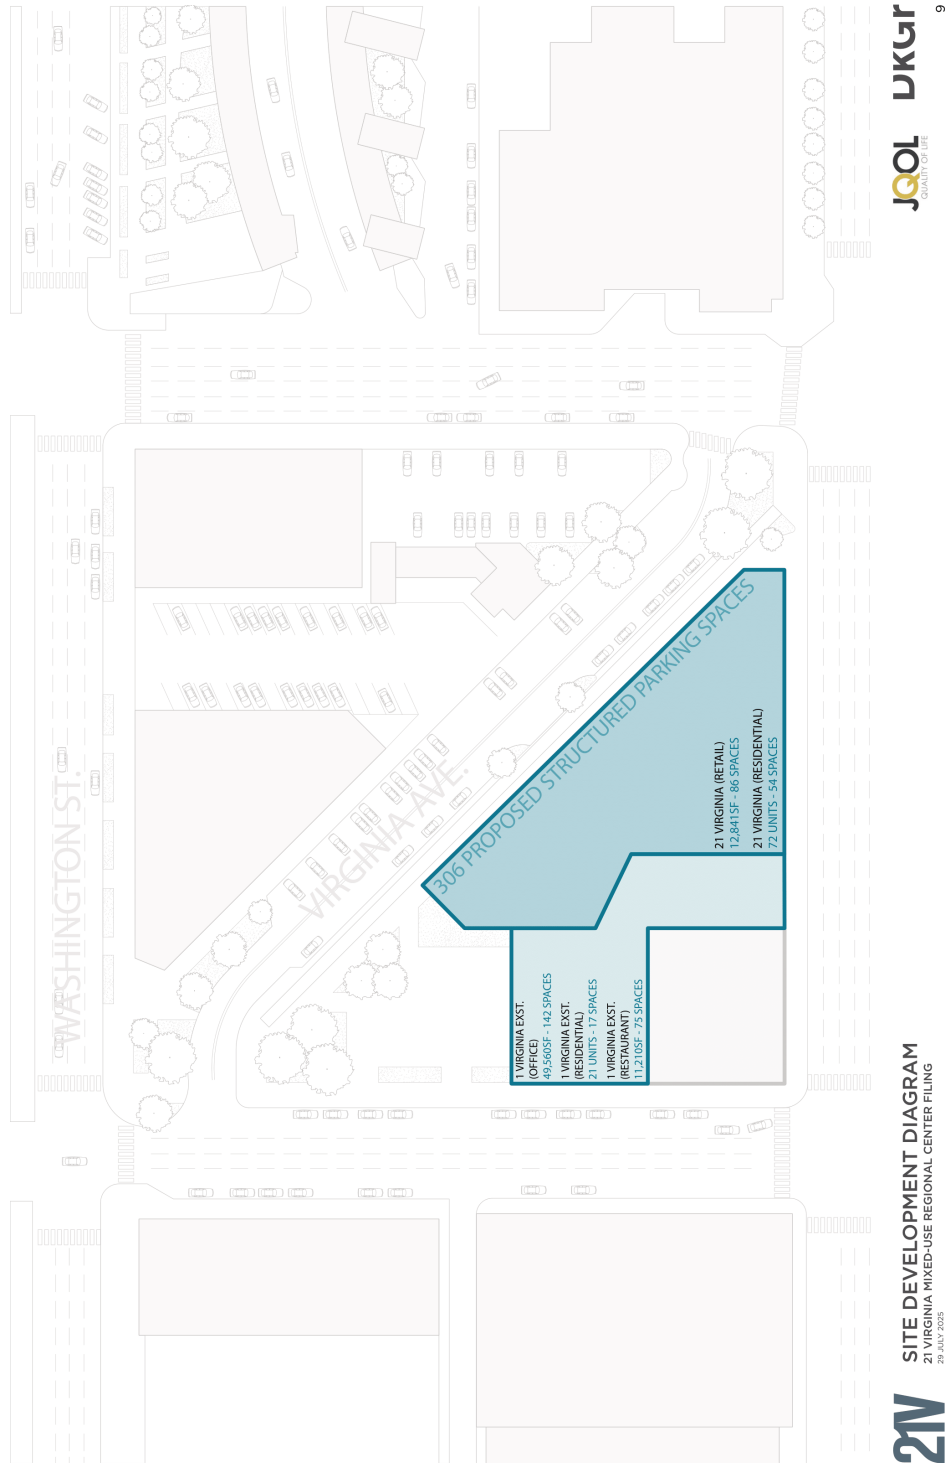 WASHINGTON ST.
VIRGINIA AVE.
306 PROPOSED STRUCTURED PARKING SPACES
1 VIRGINIA EXST.
(OFFICE)
49,560SF - 142 SPACES
1 VIRGINIA EXST.
(RESIDENTIAL)
21 UNITS - 17 SPACES
1 VIRGINIA EXST.
(RESTAURANT)
11,210SF - 75 SPACES
21 VIRGINIA (RETAIL)
12,841SF - 86 SPACES
21 VIRGINIA (RESIDENTIAL)
72 UNITS - 54 SPACES
21V
SITE DEVELOPMENT DIAGRAM
21 VIRGINIA MIXED-USE REGIONAL CENTER FILING
29 JULY 2025
JQOL
QUALITY OF LIFE
DKGr
9